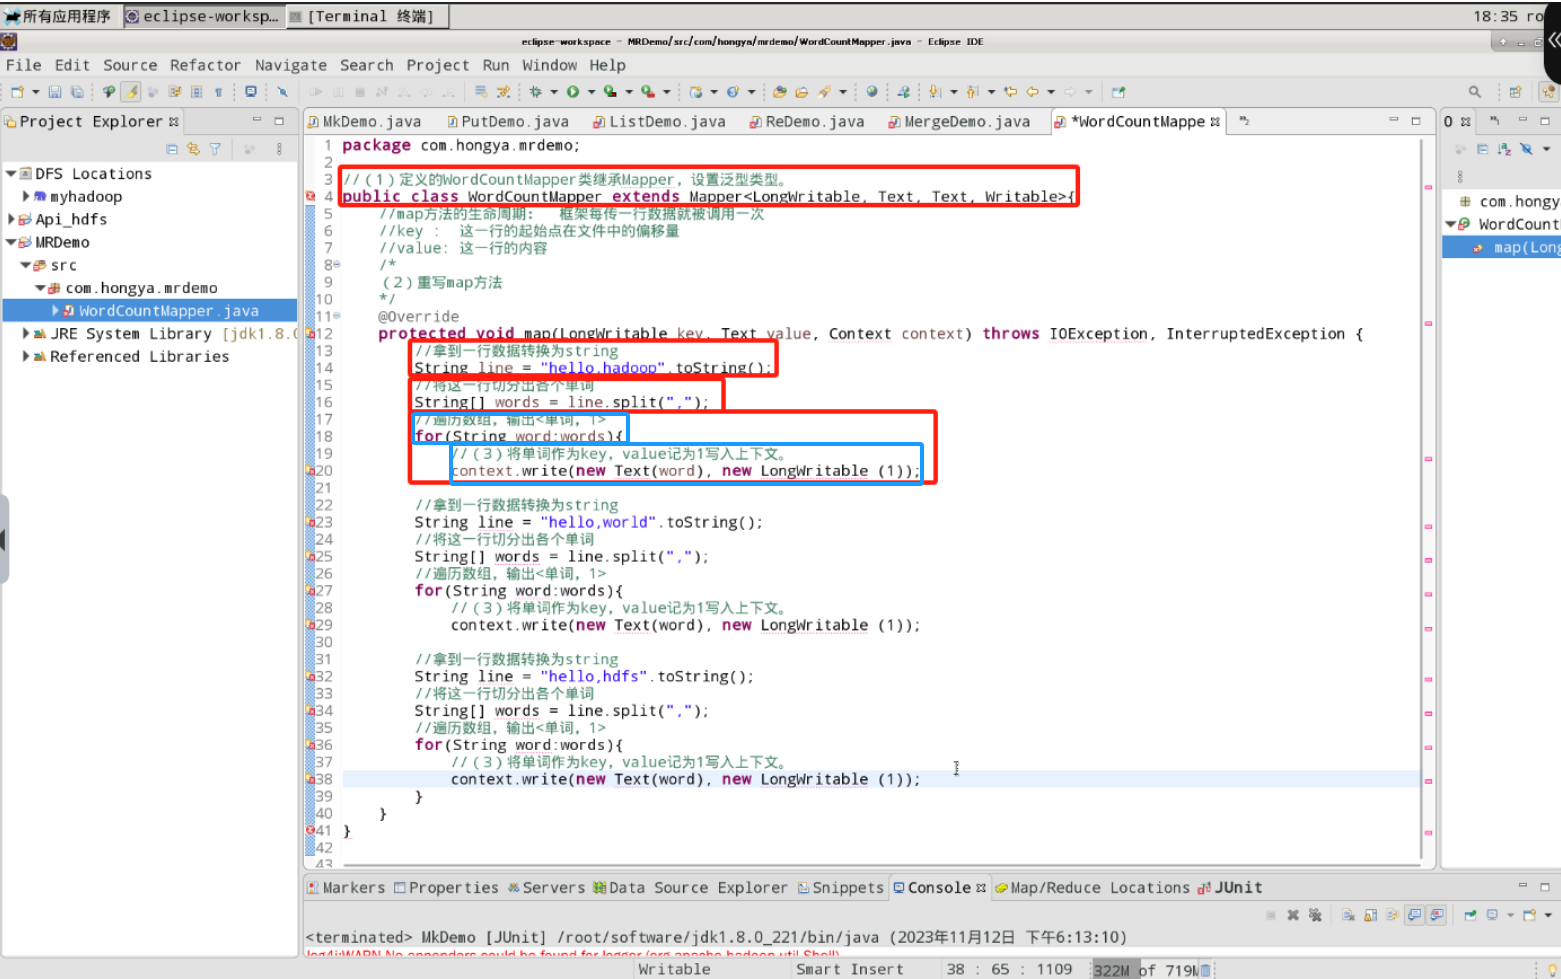 所有应用程序 eclipse-worksp... [Terminal 终端] 18:35 ro
eclipse-workspace - MRDemo/src/com/hongya/mrdemo/WordCountMapper.java - Eclipse IDE
File Edit Source Refactor Navigate Search Project Run Window Help
Project Explorer
DFS Locations
myhadoop
Api_hdfs
MRDemo
src
com.hongya.mrdemo
WordCountMapper.java
JRE System Library [jdk1.8.0
Referenced Libraries
MkDemo.java PutDemo.java ListDemo.java ReDemo.java MergeDemo.java *WordCountMappe
1 package com.hongya.mrdemo;
2
3 //（1）定义的WordCountMapper类继承Mapper，设置泛型类型。
4 public class WordCountMapper extends Mapper<LongWritable, Text, Text, Writable>{
5 //map方法的生命周期： 框架每传一行数据就被调用一次
6 //key ： 这一行的起始点在文件中的偏移量
7 //value: 这一行的内容
8 /*
9 （2）重写map方法
10 */
11 @Override
12 protected void map(LongWritable key, Text value, Context context) throws IOException, InterruptedException {
13 //拿到一行数据转换为string
14 String line = "hello,hadoop".toString();
15 //将这一行切分出各个单词
16 String[] words = line.split(",");
17 //遍历数组，输出<单词，1>
18 for(String word:words){
19 //（3）将单词作为key，value记为1写入上下文。
20 context.write(new Text(word), new LongWritable (1));
21
22 //拿到一行数据转换为string
23 String line = "hello,world".toString();
24 //将这一行切分出各个单词
25 String[] words = line.split(",");
26 //遍历数组，输出<单词，1>
27 for(String word:words){
28 //（3）将单词作为key，value记为1写入上下文。
29 context.write(new Text(word), new LongWritable (1));
30
31 //拿到一行数据转换为string
32 String line = "hello,hdfs".toString();
33 //将这一行切分出各个单词
34 String[] words = line.split(",");
35 //遍历数组，输出<单词，1>
36 for(String word:words){
37 //（3）将单词作为key，value记为1写入上下文。
38 context.write(new Text(word), new LongWritable (1));
39 }
40 }
41 }
42
43
O
com.hongy
WordCount
map(Long
Markers Properties Servers Data Source Explorer Snippets Console Map/Reduce Locations JUnit
<terminated> MkDemo [JUnit] /root/software/jdk1.8.0_221/bin/java (2023年11月12日 下午6:13:10)
log4j:WARN No appenders could be found for logger (org.apache.hadoop.util.Shell)
Writable Smart Insert 38 : 65 : 1109 322M of 719M